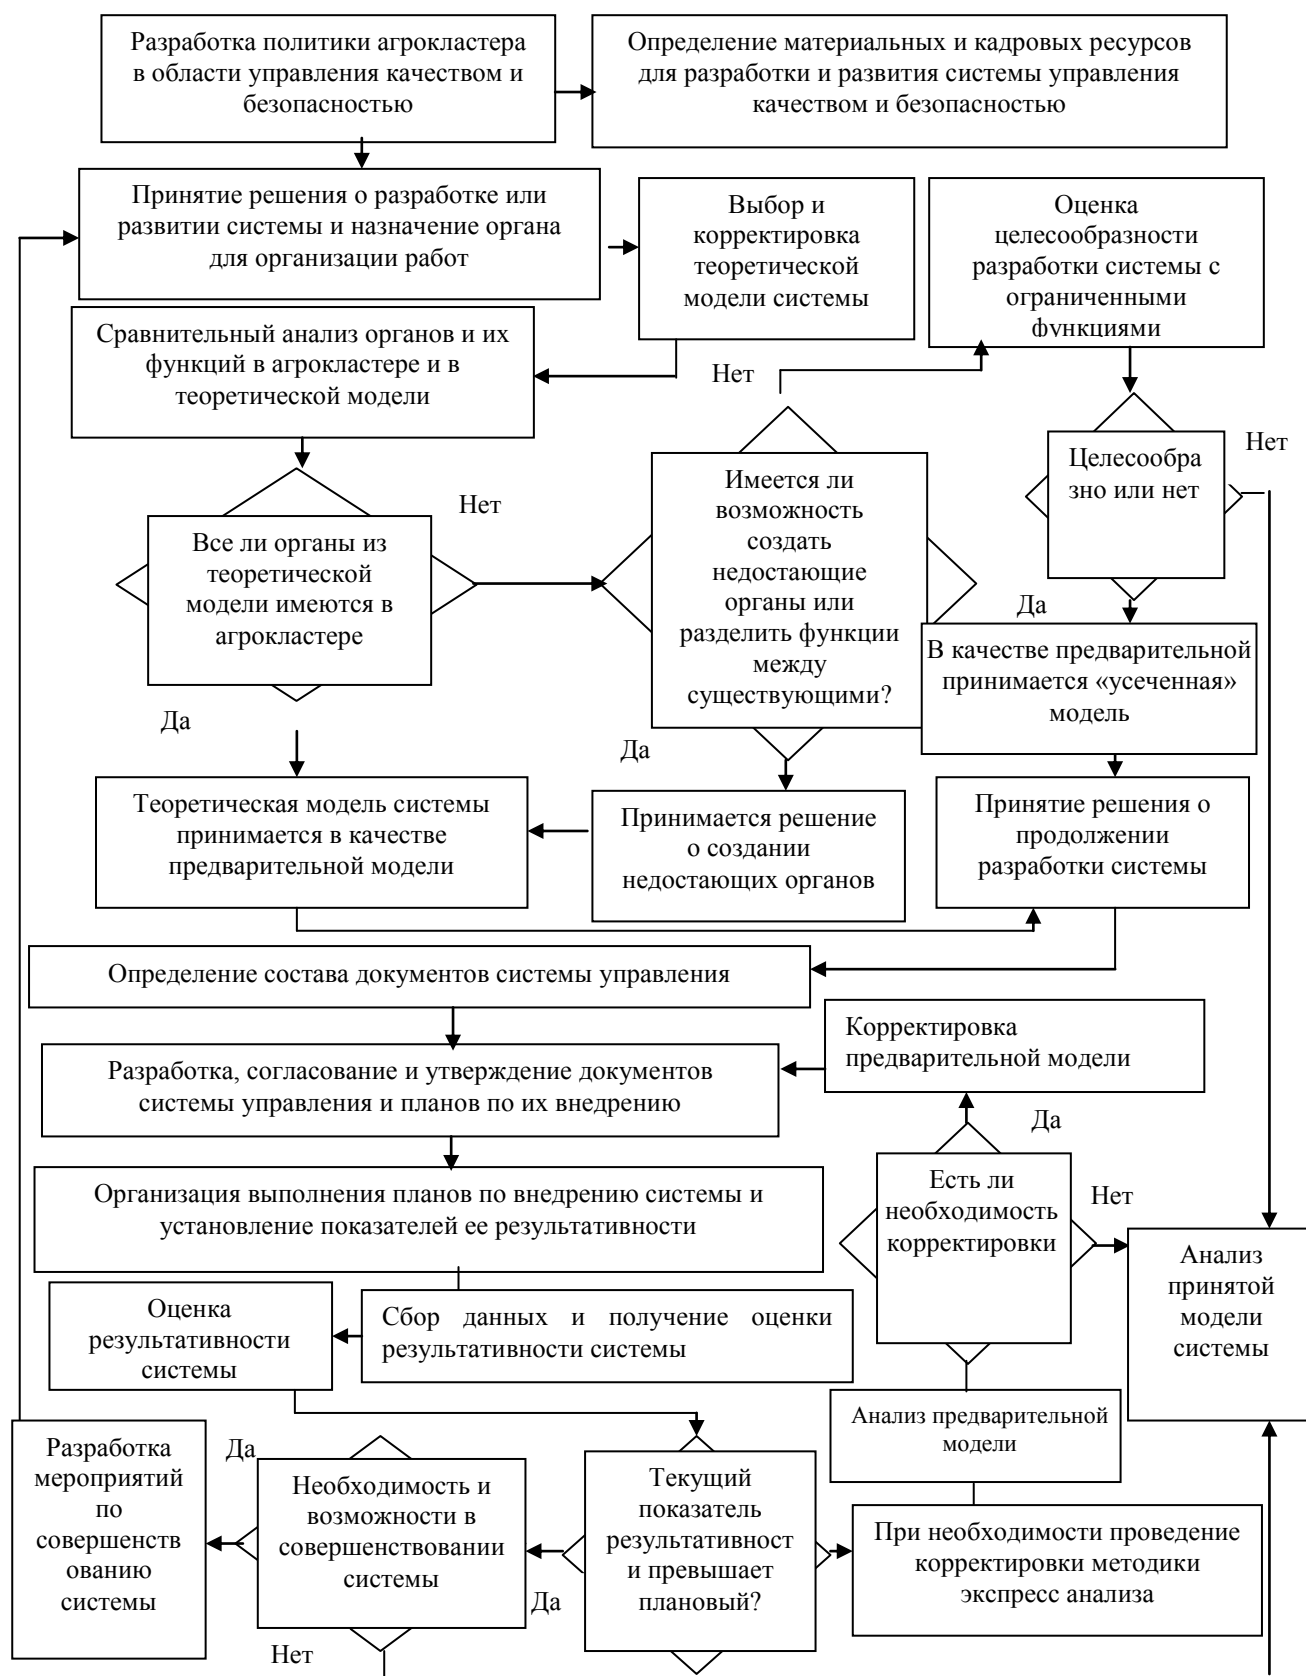 Разработка политики агрокластера
в области управления качеством и
безопасностью
Определение материальных и кадровых ресурсов
для разработки и развития системы управления
качеством и безопасностью
Принятие решения о разработке или
развитии системы и назначение органа
для организации работ
Выбор и
корректировка
теоретической
модели системы
Оценка
целесообразности
разработки системы с
ограниченными
функциями
Сравнительный анализ органов и их
функций в агрокластере и в
теоретической модели
Нет
Целесообра
зно или нет
Нет
Все ли органы из
теоретической
модели имеются в
агрокластере
Нет
Имеется ли
возможность
создать
недостающие
органы или
разделить функции
между
существующими?
Да
В качестве предварительной
принимается «усеченная»
модель
Да
Да
Теоретическая модель системы
принимается в качестве
предварительной модели
Принимается решение
о создании
недостающих органов
Принятие решения о
продолжении
разработки системы
Определение состава документов системы управления
Корректировка
предварительной модели
Разработка, согласование и утверждение документов
системы управления и планов по их внедрению
Да
Организация выполнения планов по внедрению системы и
установление показателей ее результативности
Есть ли
необходимость
корректировки
Нет
Анализ
принятой
модели
системы
Оценка
результативности
системы
Сбор данных и получение оценки
результативности системы
Анализ предварительной
модели
Разработка
мероприятий
по
совершенств
ованию
системы
Да
Необходимость и
возможности в
совершенствовании
системы
Нет
Да
Текущий
показатель
результативност
и превышает
плановый?
При необходимости проведение
корректировки методики
экспресс анализа